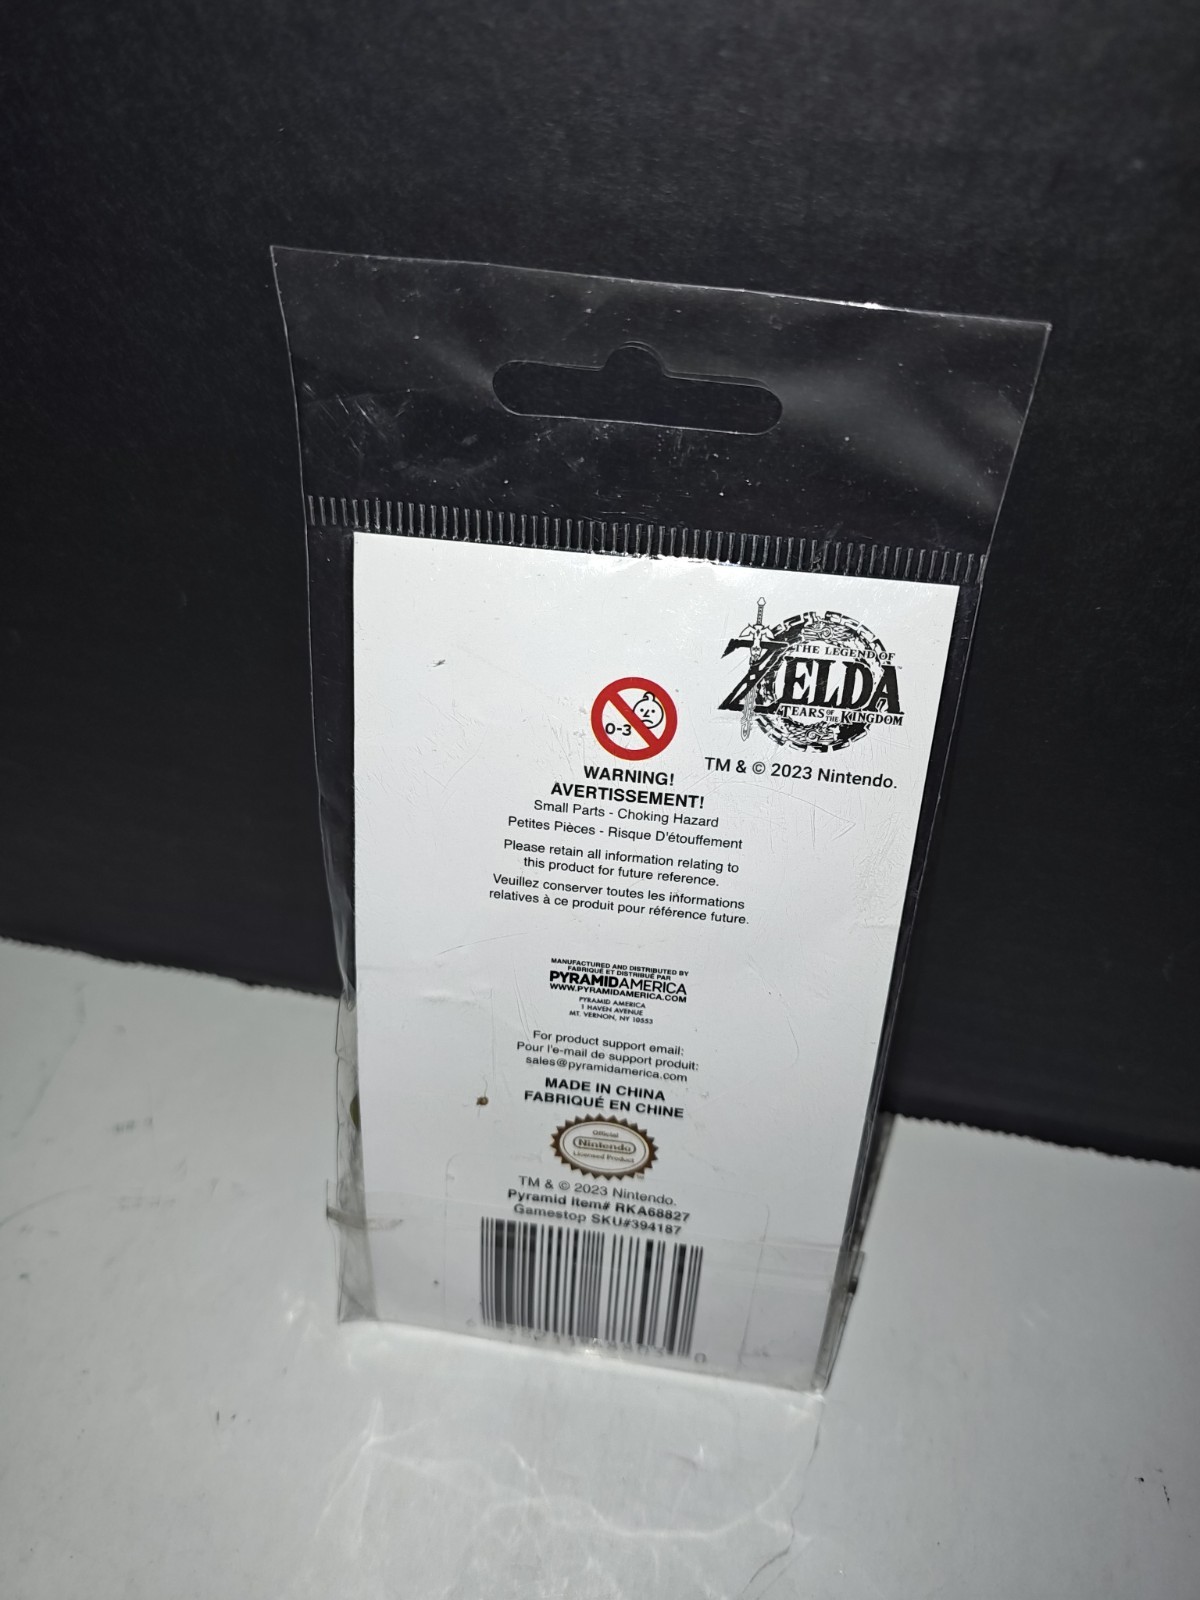 THE LEGEND OF
ZELDA
TEARS OF THE KINGDOM
TM & © 2023 Nintendo.
0-3
WARNING!
AVERTISSEMENT!
Small Parts - Choking Hazard
Petites Pièces - Risque D'étouffement
Please retain all information relating to
this product for future reference.
Veuillez conserver toutes les informations
relatives à ce produit pour référence future.
MANUFACTURED AND DISTRIBUTED BY
FABRIQUÉ ET DISTRIBUÉ PAR
PYRAMIDAMERICA
WWW.PYRAMIDAMERICA.COM
PYRAMID AMERICA
1 HAVEN AVENUE
MT. VERNON, NY 10553
For product support email:
Pour l'e-mail de support produit:
sales@pyramidamerica.com
MADE IN CHINA
FABRIQUÉ EN CHINE
Official
Nintendo
Licensed Product
TM & © 2023 Nintendo.
Pyramid Item# RKA68827
Gamestop SKU#394187